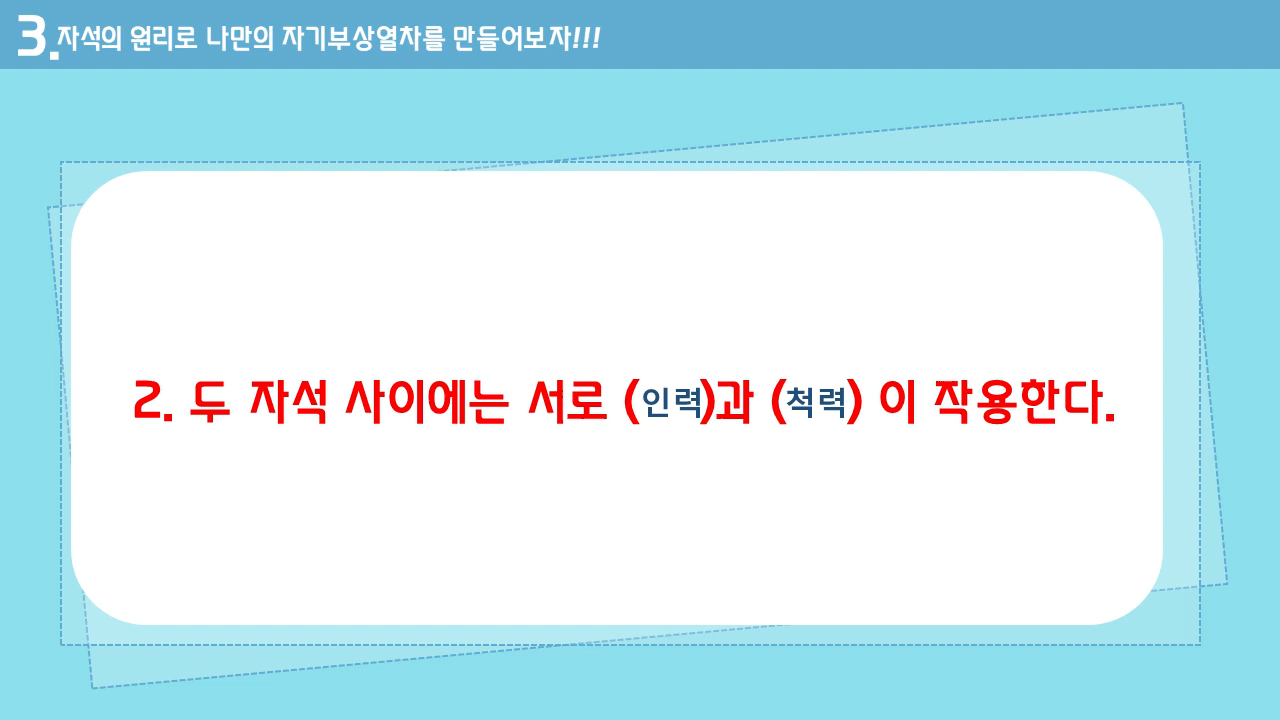 3.자석의 원리로 나만의 자기부상열차를 만들어보자!!!
2. 두 자석 사이에는 서로 (인력)과 (척력) 이 작용한다.